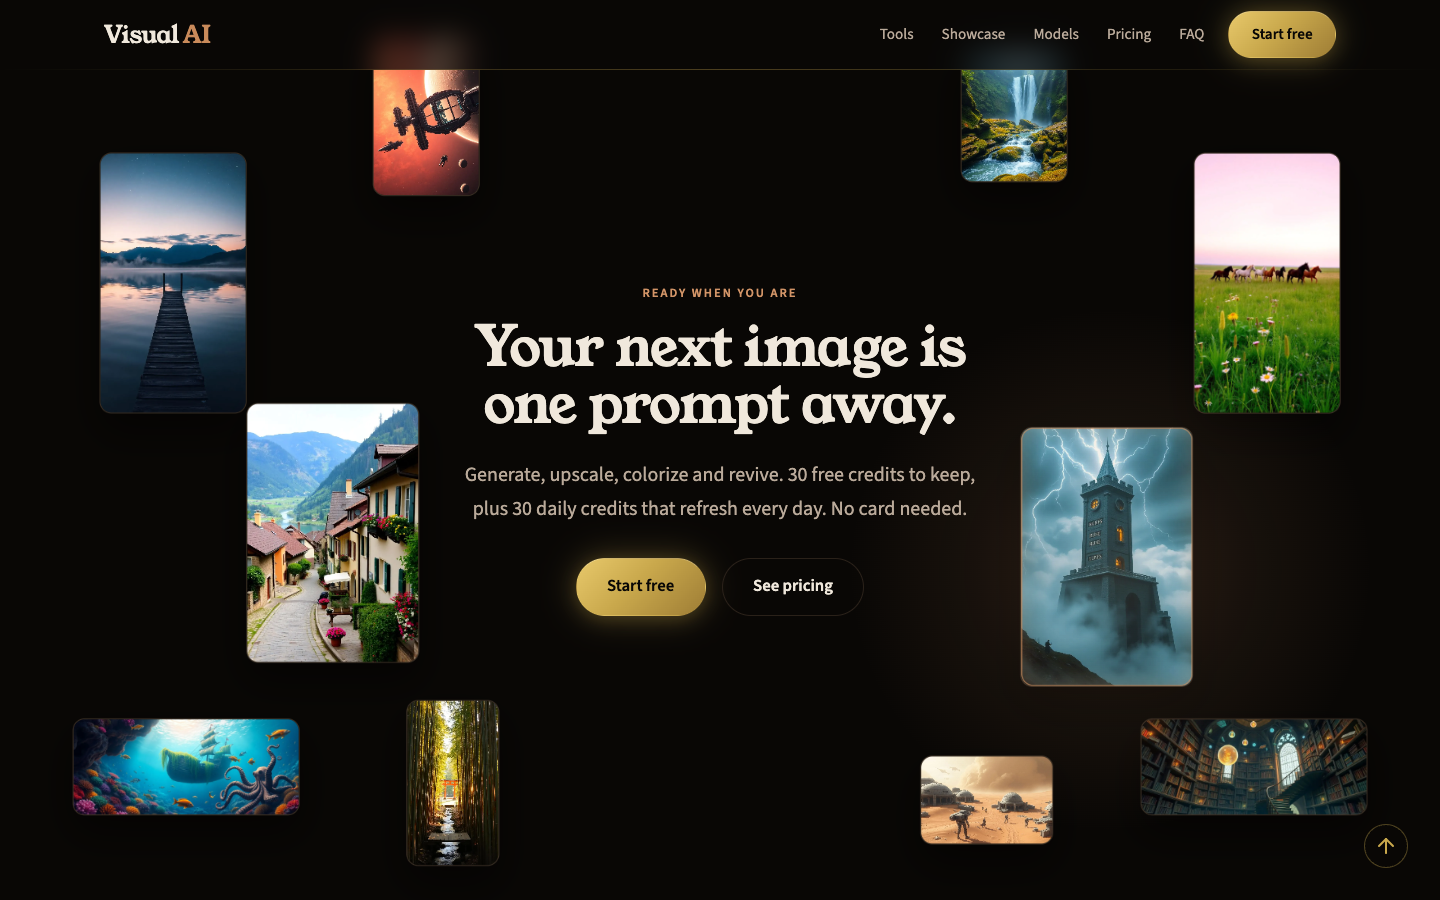 Visual AI
Tools
Showcase
Models
Pricing
FAQ
Start free
READY WHEN YOU ARE
Your next image is
one prompt away.
Generate, upscale, colorize and revive. 30 free credits to keep,
plus 30 daily credits that refresh every day. No card needed.
Start free
See pricing